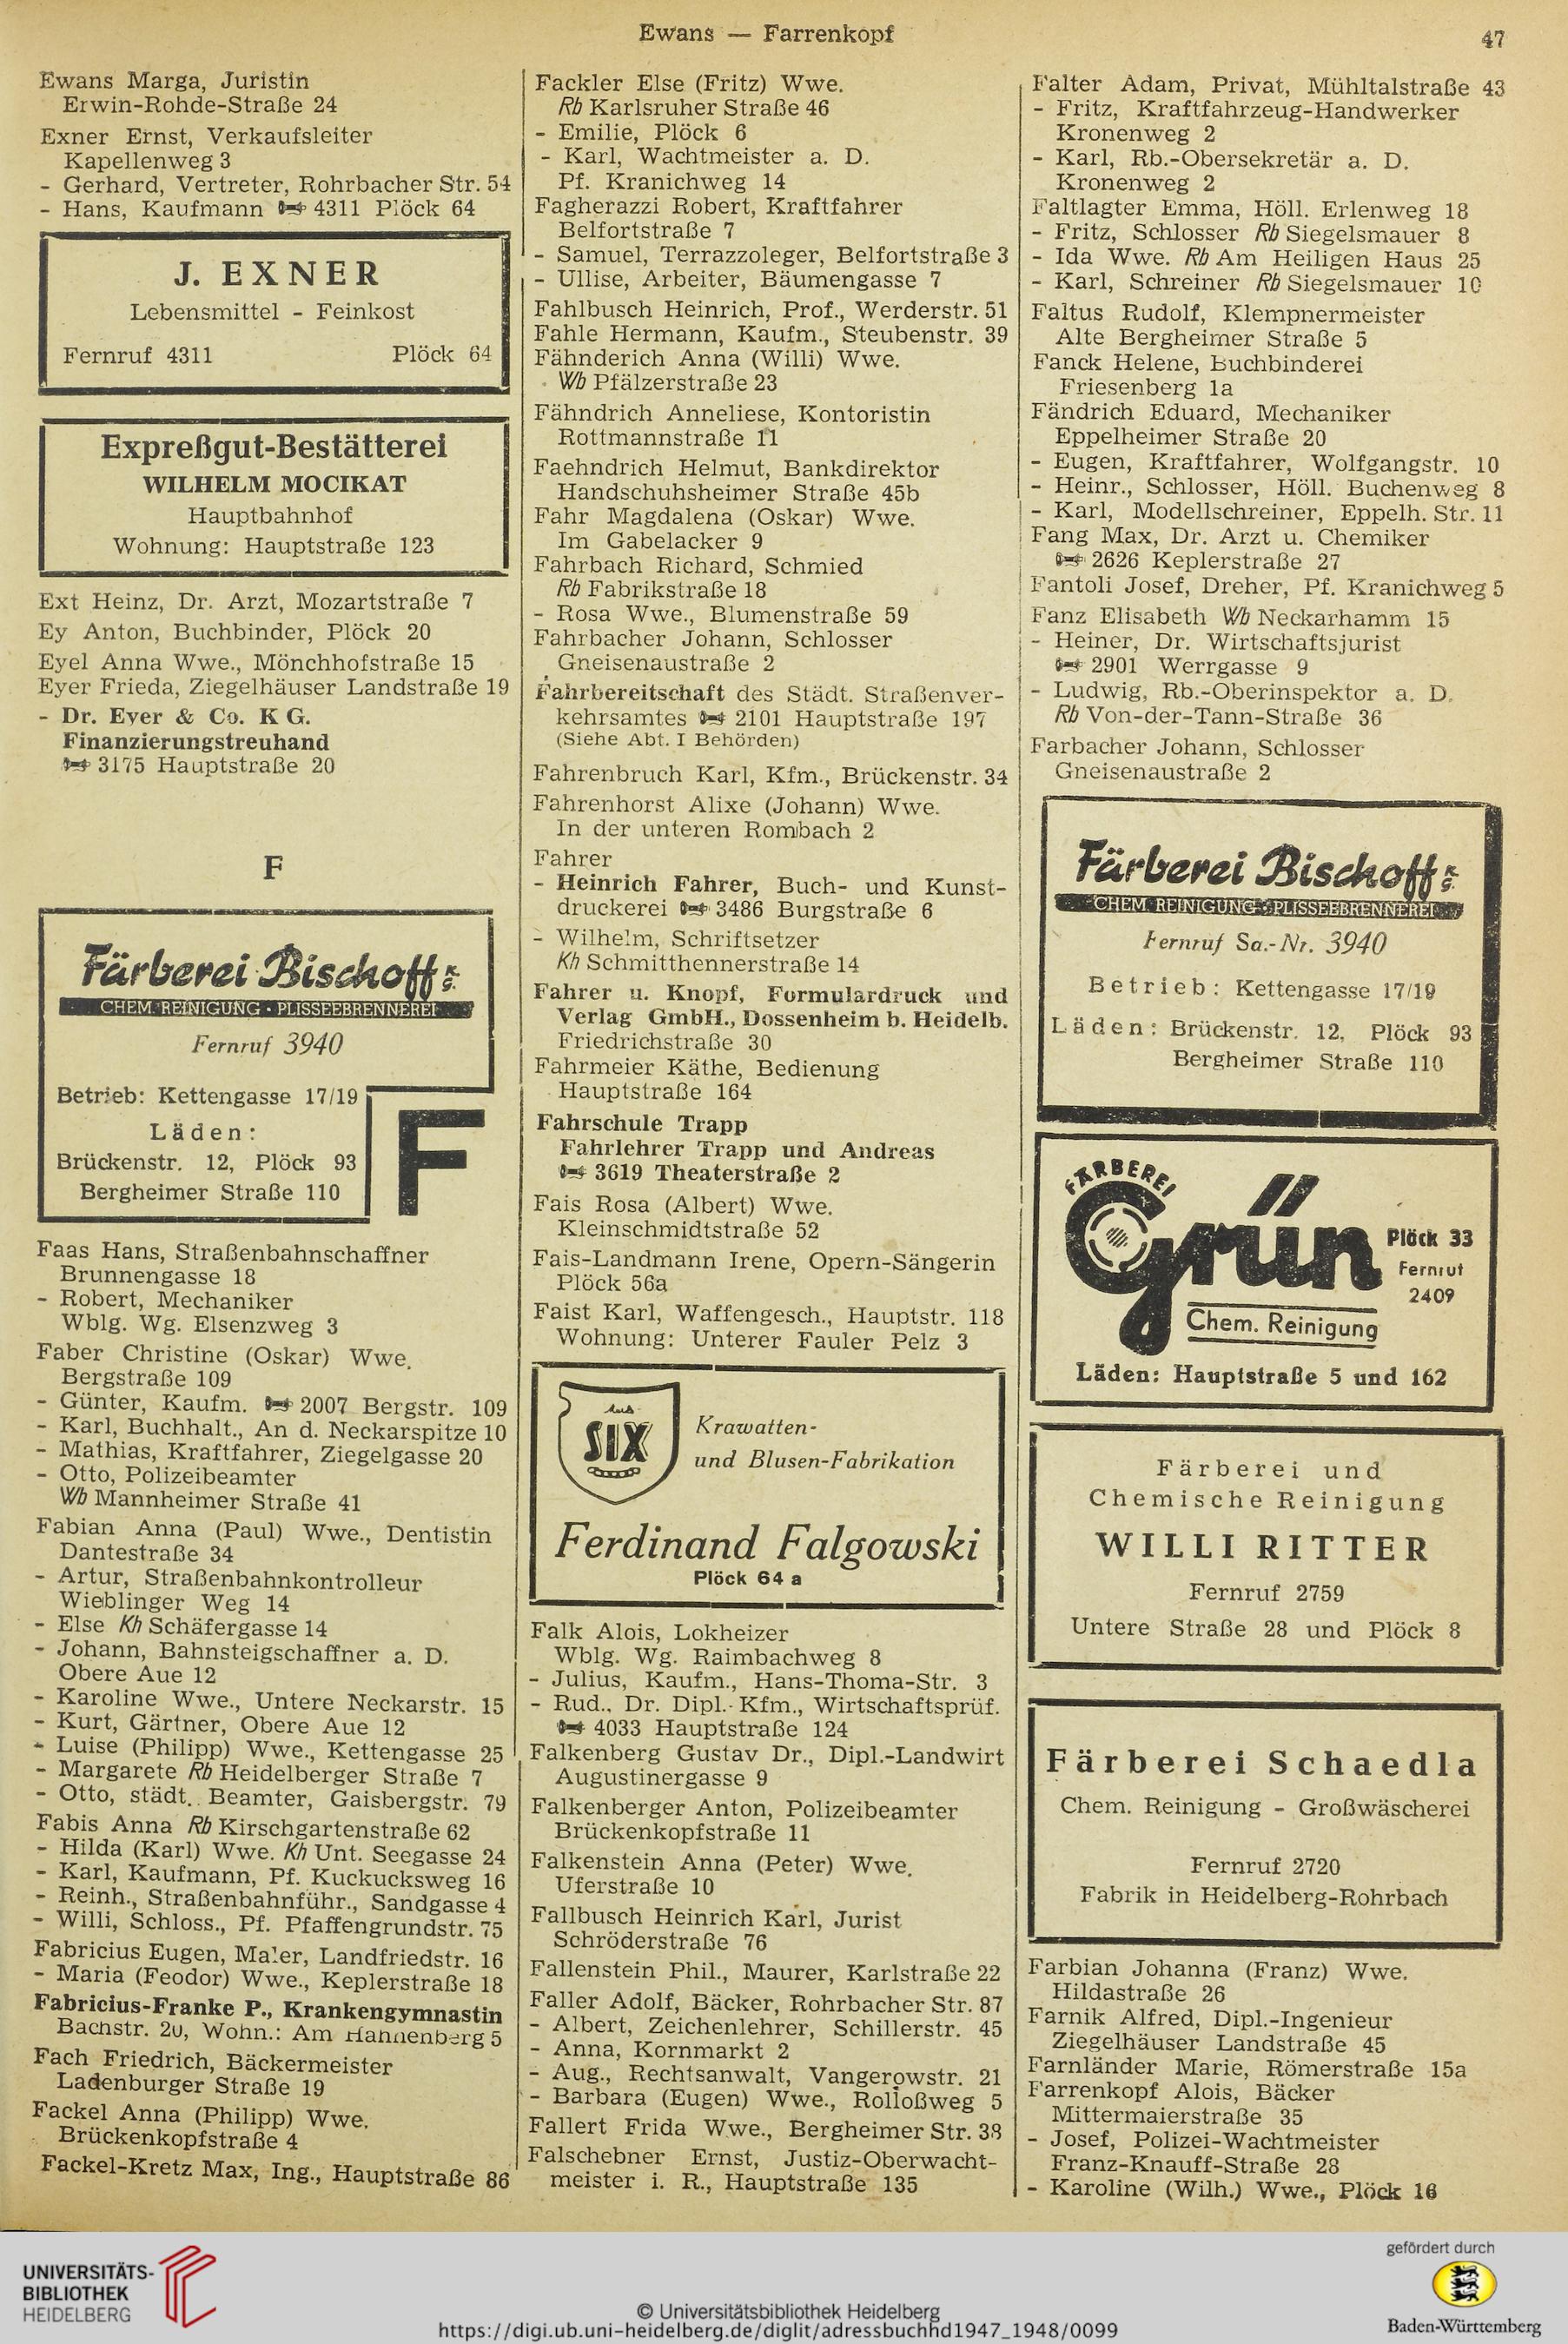 Ewans — Farrenkopf
47
Ewans Marga, Juristin
Erwin-Rohde-Straße 24
Exner Ernst, Verkaufsleiter
Kapellenweg 3
- Gerhard, Vertreter, Rohrbacher Str. 54
- Hans, Kaufmann 4311 Plöck 64
J. EXNER
Lebensmittel - Feinkost
Fernruf 4311 Plöck 64
Expreßgut-Bestätterei
WILHELM MOCIKAT
Hauptbahnhof
Wohnung: Hauptstraße 123
Ext Heinz, Dr. Arzt, Mozartstraße 7
Ey Anton, Buchbinder, Plöck 20
Eyel Anna Wwe., Mönchhofstraße 15
Eyer Frieda, Ziegelhäuser Landstraße 19
- Dr. Eyer & Co. K G.
Finanzierungstreuhand
3175 Hauptstraße 20
F
Färberei Bischoff K.G.
CHEM REINIGUNG • PLISSEEBRENNEREI
Fernruf 3940
Betrieb: Kettengasse 17/19
Läden:
Brückenstr. 12, Plöck 93
Bergheimer Straße 110
F
Faas Hans, Straßenbahnschaffner
Brunnengasse 18
- Robert, Mechaniker
Wblg. Wg. Elsenzweg 3
Faber Christine (Oskar) Wwe.
Bergstraße 109
- Günter, Kaufm. 2007 Bergstr. 109
- Karl, Buchhalt., An d. Neckarspitze 10
- Mathias, Kraftfahrer, Ziegelgasse 20
- Otto, Polizeibeamter
Wb Mannheimer Straße 41
Fabian Anna (Paul) Wwe., Dentistin
Dantestraße 34
- Artur, Straßenbahnkontrolleur
Wieblinger Weg 14
- Else Kh Schäfergasse 14
- Johann, Bahnsteigschaffner a. D.
Obere Aue 12
- Karoline Wwe., Untere Neckarstr. 15
- Kurt, Gärtner, Obere Aue 12
- Luise (Philipp) Wwe., Kettengasse 25
- Margarete Rb Heidelberger Straße 7
- Otto, städt. Beamter, Gaisbergstr. 79
Fabis Anna Rb Kirschgartenstraße 62
- Hilda (Karl) Wwe. Kh Unt. Seegasse 24
- Karl, Kaufmann, Pf. Kuckucksweg 16
- Reinh., Straßenbahnführ., Sandgasse 4
- Willi, Schloss., Pf. Pfaffengrundstr. 75
Fabricius Eugen, Maler, Landfriedstr. 16
- Maria (Feodor) Wwe., Keplerstraße 18
Fabricius-Franke P., Krankengymnastin
Bachstr. 20, Wohn.: Am Hahnenberg 5
Fach Friedrich, Bäckermeister
Ladenburger Straße 19
Fackel Anna (Philipp) Wwe.
Brückenkopfstraße 4
Fackel-Kretz Max, Ing., Hauptstraße 86
Fackler Else (Fritz) Wwe.
Rb Karlsruher Straße 46
- Emilie, Plöck 6
- Karl, Wachtmeister a. D.
Pf. Kranichweg 14
Fagherazzi Robert, Kraftfahrer
Belfortstraße 7
- Samuel, Terrazzoleger, Belfortstraße 3
- Ullise, Arbeiter, Bäumengasse 7
Fahlbusch Heinrich, Prof., Werderstr. 51
Fahle Hermann, Kaufm., Steubenstr. 39
Fähnderich Anna (Willi) Wwe.
Wb Pfälzerstraße 23
Fähndrich Anneliese, Kontoristin
Rottmannstraße 11
Faehndrich Helmut, Bankdirektor
Handschuhsheimer Straße 45b
Fahr Magdalena (Oskar) Wwe.
Im Gabelacker 9
Fahrbach Richard, Schmied
Rb Fabrikstraße 18
- Rosa Wwe., Blumenstraße 59
Fahrbacher Johann, Schlosser
Gneisenaustraße 2
Fahrbereitschaft des Städt. Straßenver-
kehrsamtes 2101 Hauptstraße 197
(Siehe Abt. I Behörden)
Fahrenbruch Karl, Kfm., Brückenstr. 34
Fahrenhorst Alixe (Johann) Wwe.
In der unteren Rombach 2
Fahrer
- Heinrich Fahrer, Buch- und Kunst-
druckerei 3486 Burgstraße 6
- Wilhelm, Schriftsetzer
Kh Schmitthennerstraße 14
Fahrer u. Knopf, Formulardruck und
Verlag GmbH., Dossenheim b. Heidelb.
Friedrichstraße 30
Fahrmeier Käthe, Bedienung
Hauptstraße 164
Fahrschule Trapp
Fahrlehrer Trapp und Andreas
3619 Theaterstraße 2
Fais Rosa (Albert) Wwe.
Kleinschmidtstraße 52
Fais-Landmann Irene, Opern-Sängerin
Plöck 56a
Faist Karl, Waffengesch., Hauptstr. 118
Wohnung: Unterer Fauler Pelz 3
SIX
Krawatten-
und Blusen-Fabrikation
Ferdinand Falgowski
Plöck 64 a
Falk Alois, Lokheizer
Wblg. Wg. Raimbachweg 8
- Julius, Kaufm., Hans-Thoma-Str. 3
- Rud., Dr. Dipl.-Kfm., Wirtschaftsprüf.
4033 Hauptstraße 124
Falkenberg Gustav Dr., Dipl.-Landwirt
Augustinergasse 9
Falkenberger Anton, Polizeibeamter
Brückenkopfstraße 11
Falkenstein Anna (Peter) Wwe.
Uferstraße 10
Fallbusch Heinrich Karl, Jurist
Schröderstraße 76
Fallenstein Phil., Maurer, Karlstraße 22
Faller Adolf, Bäcker, Rohrbacher Str. 87
- Albert, Zeichenlehrer, Schillerstr. 45
- Anna, Kornmarkt 2
- Aug., Rechtsanwalt, Vangerowstr. 21
- Barbara (Eugen) Wwe., Rolloßweg 5
Fallert Frida Wwe., Bergheimer Str. 38
Falschebner Ernst, Justiz-Oberwacht-
meister i. R., Hauptstraße 135
Falter Adam, Privat, Mühltalstraße 43
- Fritz, Kraftfahrzeug-Handwerker
Kronenweg 2
- Karl, Rb.-Obersekretär a. D.
Kronenweg 2
Faltlagter Emma, Höll. Erlenweg 18
- Fritz, Schlosser Rb Siegelsmauer 8
- Ida Wwe. Rb Am Heiligen Haus 25
- Karl, Schreiner Rb Siegelsmauer 10
Faltus Rudolf, Klempnermeister
Alte Bergheimer Straße 5
Fanck Helene, Buchbinderei
Friesenberg 1a
Fändrich Eduard, Mechaniker
Eppelheimer Straße 20
- Eugen, Kraftfahrer, Wolfgangstr. 10
- Heinr., Schlosser, Höll. Buchenweg 8
- Karl, Modellschreiner, Eppelh. Str. 11
Fang Max, Dr. Arzt u. Chemiker
2626 Keplerstraße 27
Fantoli Josef, Dreher, Pf. Kranichweg 5
Fanz Elisabeth Wb Neckarhamm 15
- Heiner, Dr. Wirtschaftsjurist
2901 Werrgasse 9
- Ludwig, Rb.-Oberinspektor a. D.
Rb Von-der-Tann-Straße 36
Farbacher Johann, Schlosser
Gneisenaustraße 2
Färberei Bischoff K.G.
CHEM REINIGUNG • PLISSEEBRENNEREI
Fernruf Sa.-Nr. 3940
Betrieb: Kettengasse 17/19
Läden: Brückenstr. 12, Plöck 93
Bergheimer Straße 110
FÄRBEREI
Grün
Plöck 33
Fernruf
2409
Chem. Reinigung
Läden: Hauptstraße 5 und 162
Färberei und
Chemische Reinigung
WILLI RITTER
Fernruf 2759
Untere Straße 28 und Plöck 8
Färberei Schaedla
Chem. Reinigung - Großwäscherei
Fernruf 2720
Fabrik in Heidelberg-Rohrbach
Farbian Johanna (Franz) Wwe.
Hildastraße 26
Farnik Alfred, Dipl.-Ingenieur
Ziegelhäuser Landstraße 45
Farnländer Marie, Römerstraße 15a
Farrenkopf Alois, Bäcker
Mittermaierstraße 35
- Josef, Polizei-Wachtmeister
Franz-Knauff-Straße 28
- Karoline (Wilh.) Wwe., Plöck 16
UNIVERSITÄTS-
BIBLIOTHEK
HEIDELBERG
© Universitätsbibliothek Heidelberg
https://digi.ub.uni-heidelberg.de/diglit/adressbuchhd1947_1948/0099
gefördert durch
Baden-Württemberg